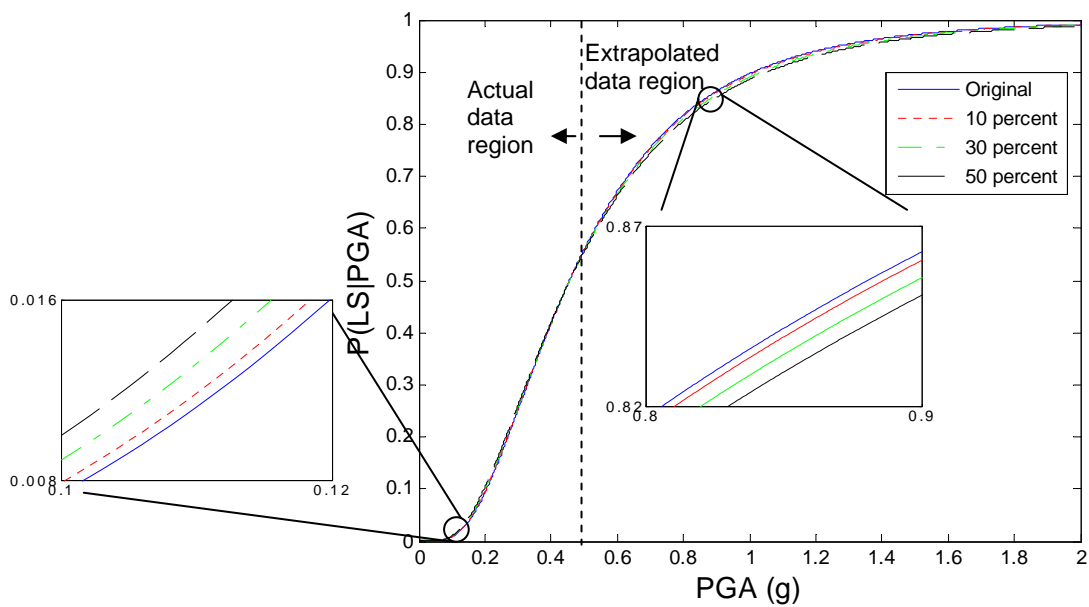 1
0.9
0.8
0.7
0.6
0.5
0.4
0.3
0.2
0.1
0
P(LS|PGA)
Actual
data
region
Extrapolated
data region
Original
10 percent
30 percent
50 percent
0.87
0.82
0.8
0.9
0.016
0.008
0.1
0.12
0
0.2
0.4
0.6
0.8
1
1.2
1.4
1.6
1.8
2
PGA (g)